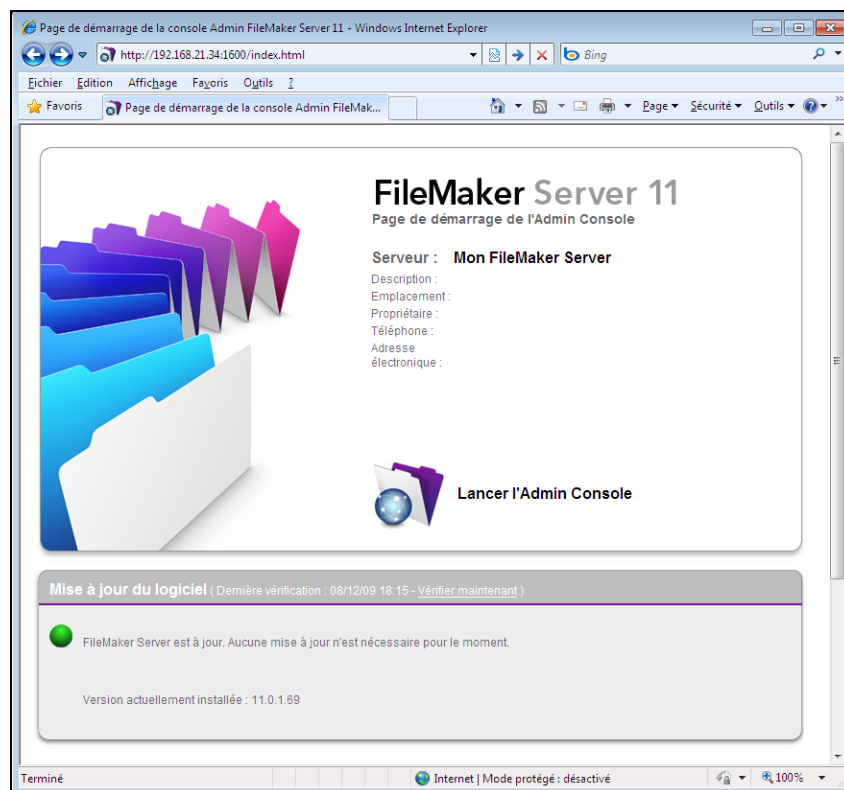 Page de démarrage de la console Admin FileMaker Server 11 - Windows Internet Explorer
http://192.168.21.34:1600/index.html
Bing
Fichier Edition Affichage Favoris Outils ?
Favoris
Page de démarrage de la console Admin FileMak...
Page Sécurité Outils
FileMaker Server 11
Page de démarrage de l'Admin Console
Serveur : Mon FileMaker Server
Description :
Emplacement :
Propriétaire :
Téléphone :
Adresse
électronique :
Lancer l'Admin Console
Mise à jour du logiciel ( Dernière vérification : 08/12/09 18:15 - Vérifier maintenant )
FileMaker Server est à jour. Aucune mise à jour n'est nécessaire pour le moment.
Version actuellement installée : 11.0.1.69
Terminé
Internet | Mode protégé : désactivé
100%